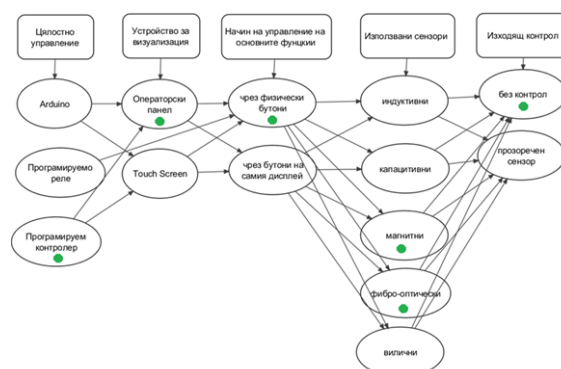 Цялостно
управление
Устройство за
визуализация
Начин на управление на
основните фунцкии
Използвани сензори
Изходящ контрол
Arduino
Операторски
панел
чрез физически
бутони
индуктивни
без контрол
Програмируемо
реле
Touch Screen
чрез бутони на
самия дисплей
капацитивни
прозоречен
сензор
Програмируем
контролер
магнитни
фибро-оптически
вилични